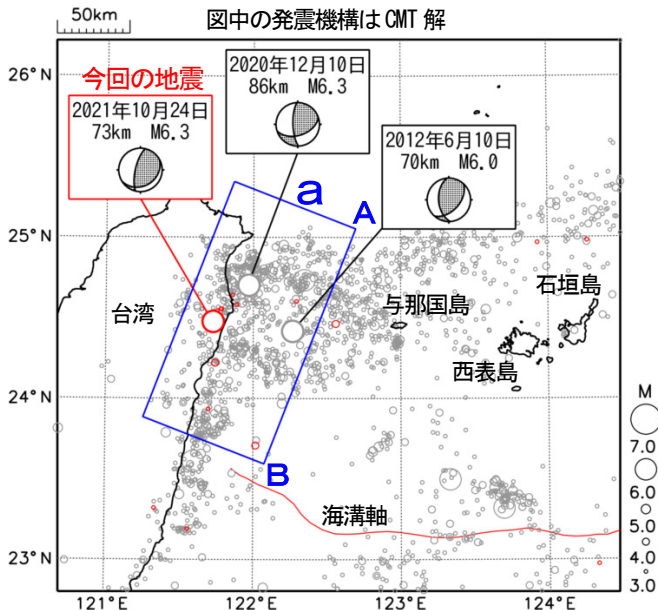 50km
図中の発震機構は CMT 解
26°N
今回の地震
2021年10月24日
73km M6.3
2020年12月10日
86km M6.3
2012年6月10日
70km M6.0
a
A
25°N
台湾
与那国島
石垣島
西表島
24°N
B
海溝軸
23°N
121°E
122°E
123°E
124°E
M
7.0
6.0
5.0
4.0
3.0